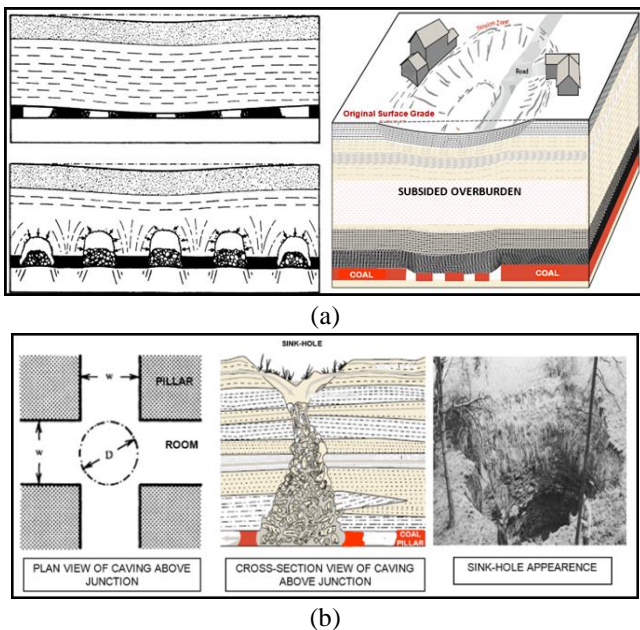 Tension Zone
Road
Original Surface Grade
SUBSIDED OVERBURDEN
COAL
COAL
(a)
SINK-HOLE
w
PILLAR
w
D
ROOM
COAL
PILLAR
PLAN VIEW OF CAVING ABOVE
JUNCTION
CROSS-SECTION VIEW OF CAVING
ABOVE JUNCTION
SINK-HOLE APPEARENCE
(b)